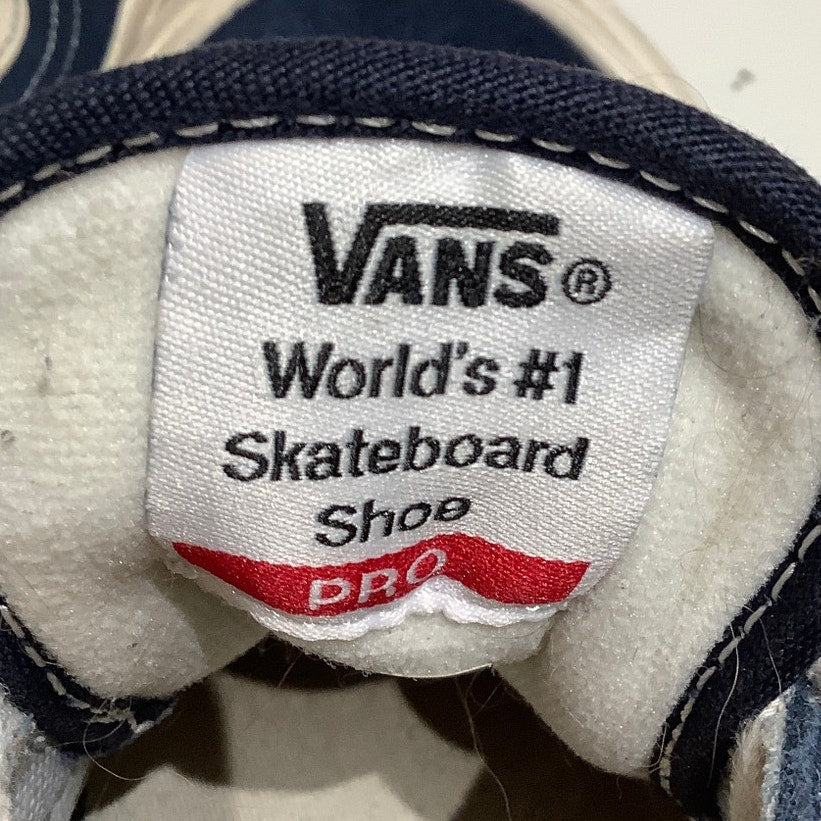 VANS®
World's #1
Skateboard
Shoe
PRO